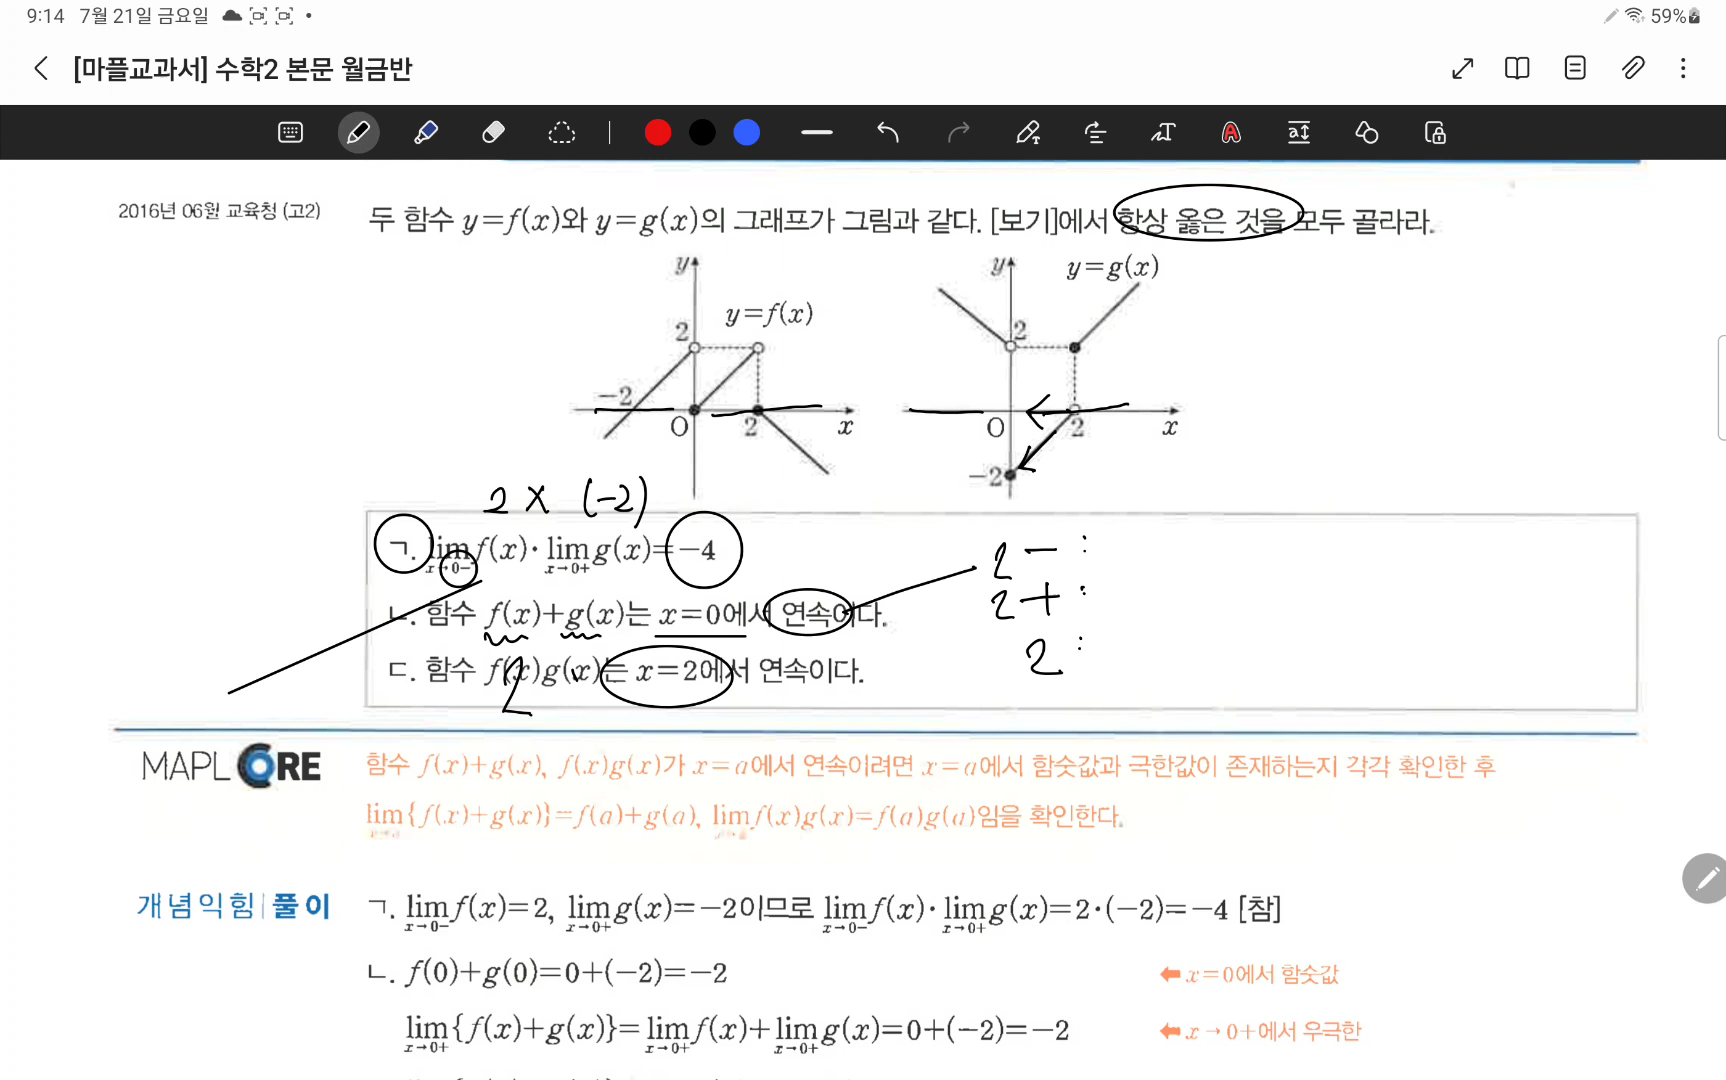 9:14 7월 21일 금요일
59%
[마플교과서] 수학2 본문 월금반
2016년 06월 교육청 (고2)
두 함수 y=f(x)와 y=g(x)의 그래프가 그림과 같다. [보기]에서 항상 옳은 것을 모두 골라라.
y
y=f(x)
2
-2
O
2
x
y
y=g(x)
2
O
2
x
-2
2 × (-2)
ㄱ. lim x→0- f(x)· lim x→0+ g(x)=-4
ㄴ. 함수 f(x)+g(x)는 x=0에서 연속이다.
ㄷ. 함수 f(x)g(x)는 x=2에서 연속이다.
2
2- :
2+ :
2 :
MAPL CORE
함수 f(x)+g(x), f(x)g(x)가 x=a에서 연속이려면 x=a에서 함숫값과 극한값이 존재하는지 각각 확인한 후
lim x→a {f(x)+g(x)}=f(a)+g(a), lim x→a f(x)g(x)=f(a)g(a)임을 확인한다.
개념익힘 | 풀이
ㄱ. lim x→0- f(x)=2, lim x→0+ g(x)=-2이므로 lim x→0- f(x)· lim x→0+ g(x)=2·(-2)=-4 [참]
ㄴ. f(0)+g(0)=0+(-2)=-2 ⬅ x=0에서 함숫값
lim x→0+ {f(x)+g(x)}= lim x→0+ f(x)+ lim x→0+ g(x)=0+(-2)=-2 ⬅ x→0+에서 우극한